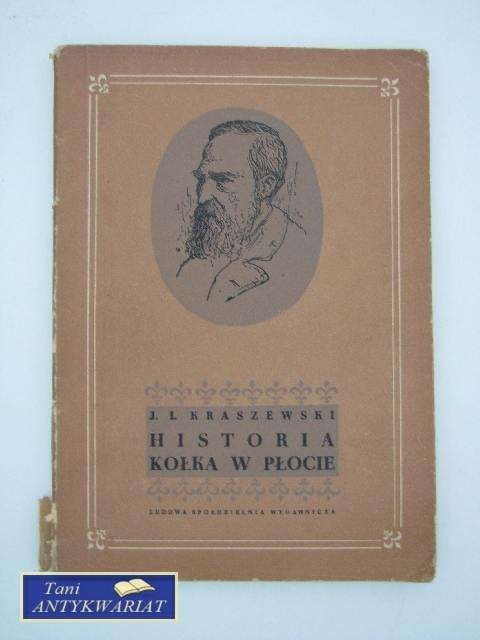 J. I. KRASZEWSKI
HISTORIA
KOŁKA W PŁOCIE
LUDOWA SPÓŁDZIELNIA WYDAWNICZA
Tani
ANTYKWARIAT